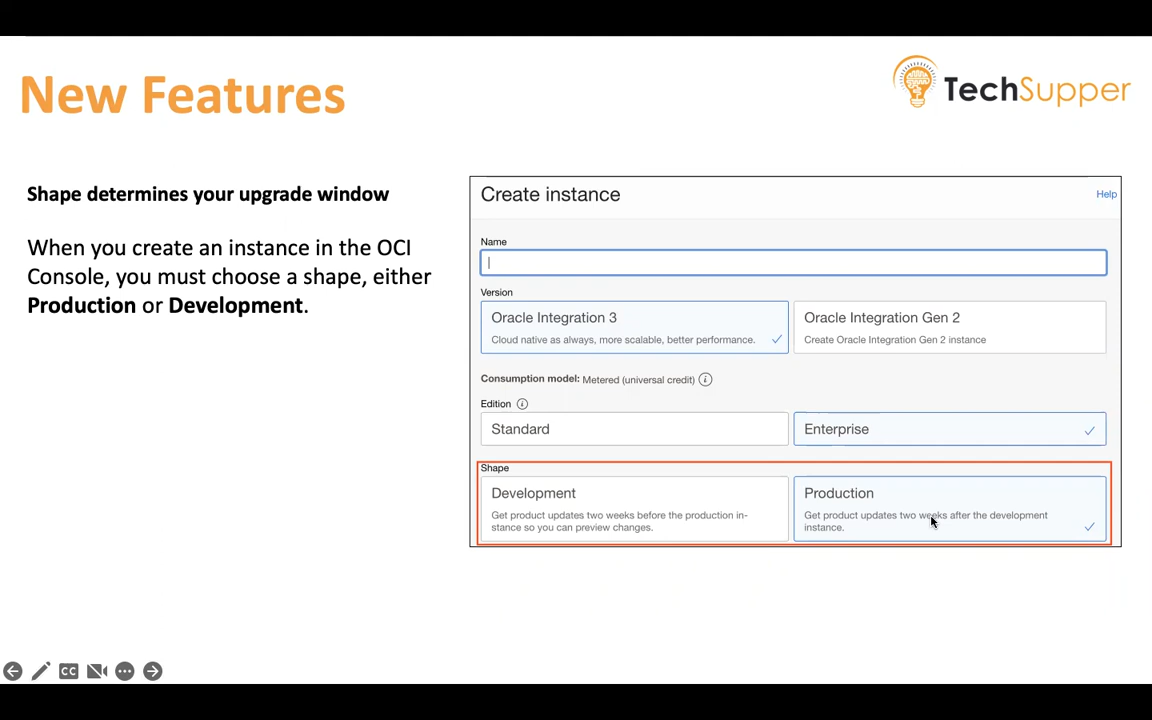 New Features
TechSupper
Shape determines your upgrade window
When you create an instance in the OCI
Console, you must choose a shape, either
Production or Development.
Create instance
Help
Name
Version
Oracle Integration 3
Cloud native as always, more scalable, better performance.
Oracle Integration Gen 2
Create Oracle Integration Gen 2 instance
Consumption model: Metered (universal credit) i
Edition i
Standard
Enterprise
Shape
Development
Get product updates two weeks before the production in-
stance so you can preview changes.
Production
Get product updates two weeks after the development
instance.
CC